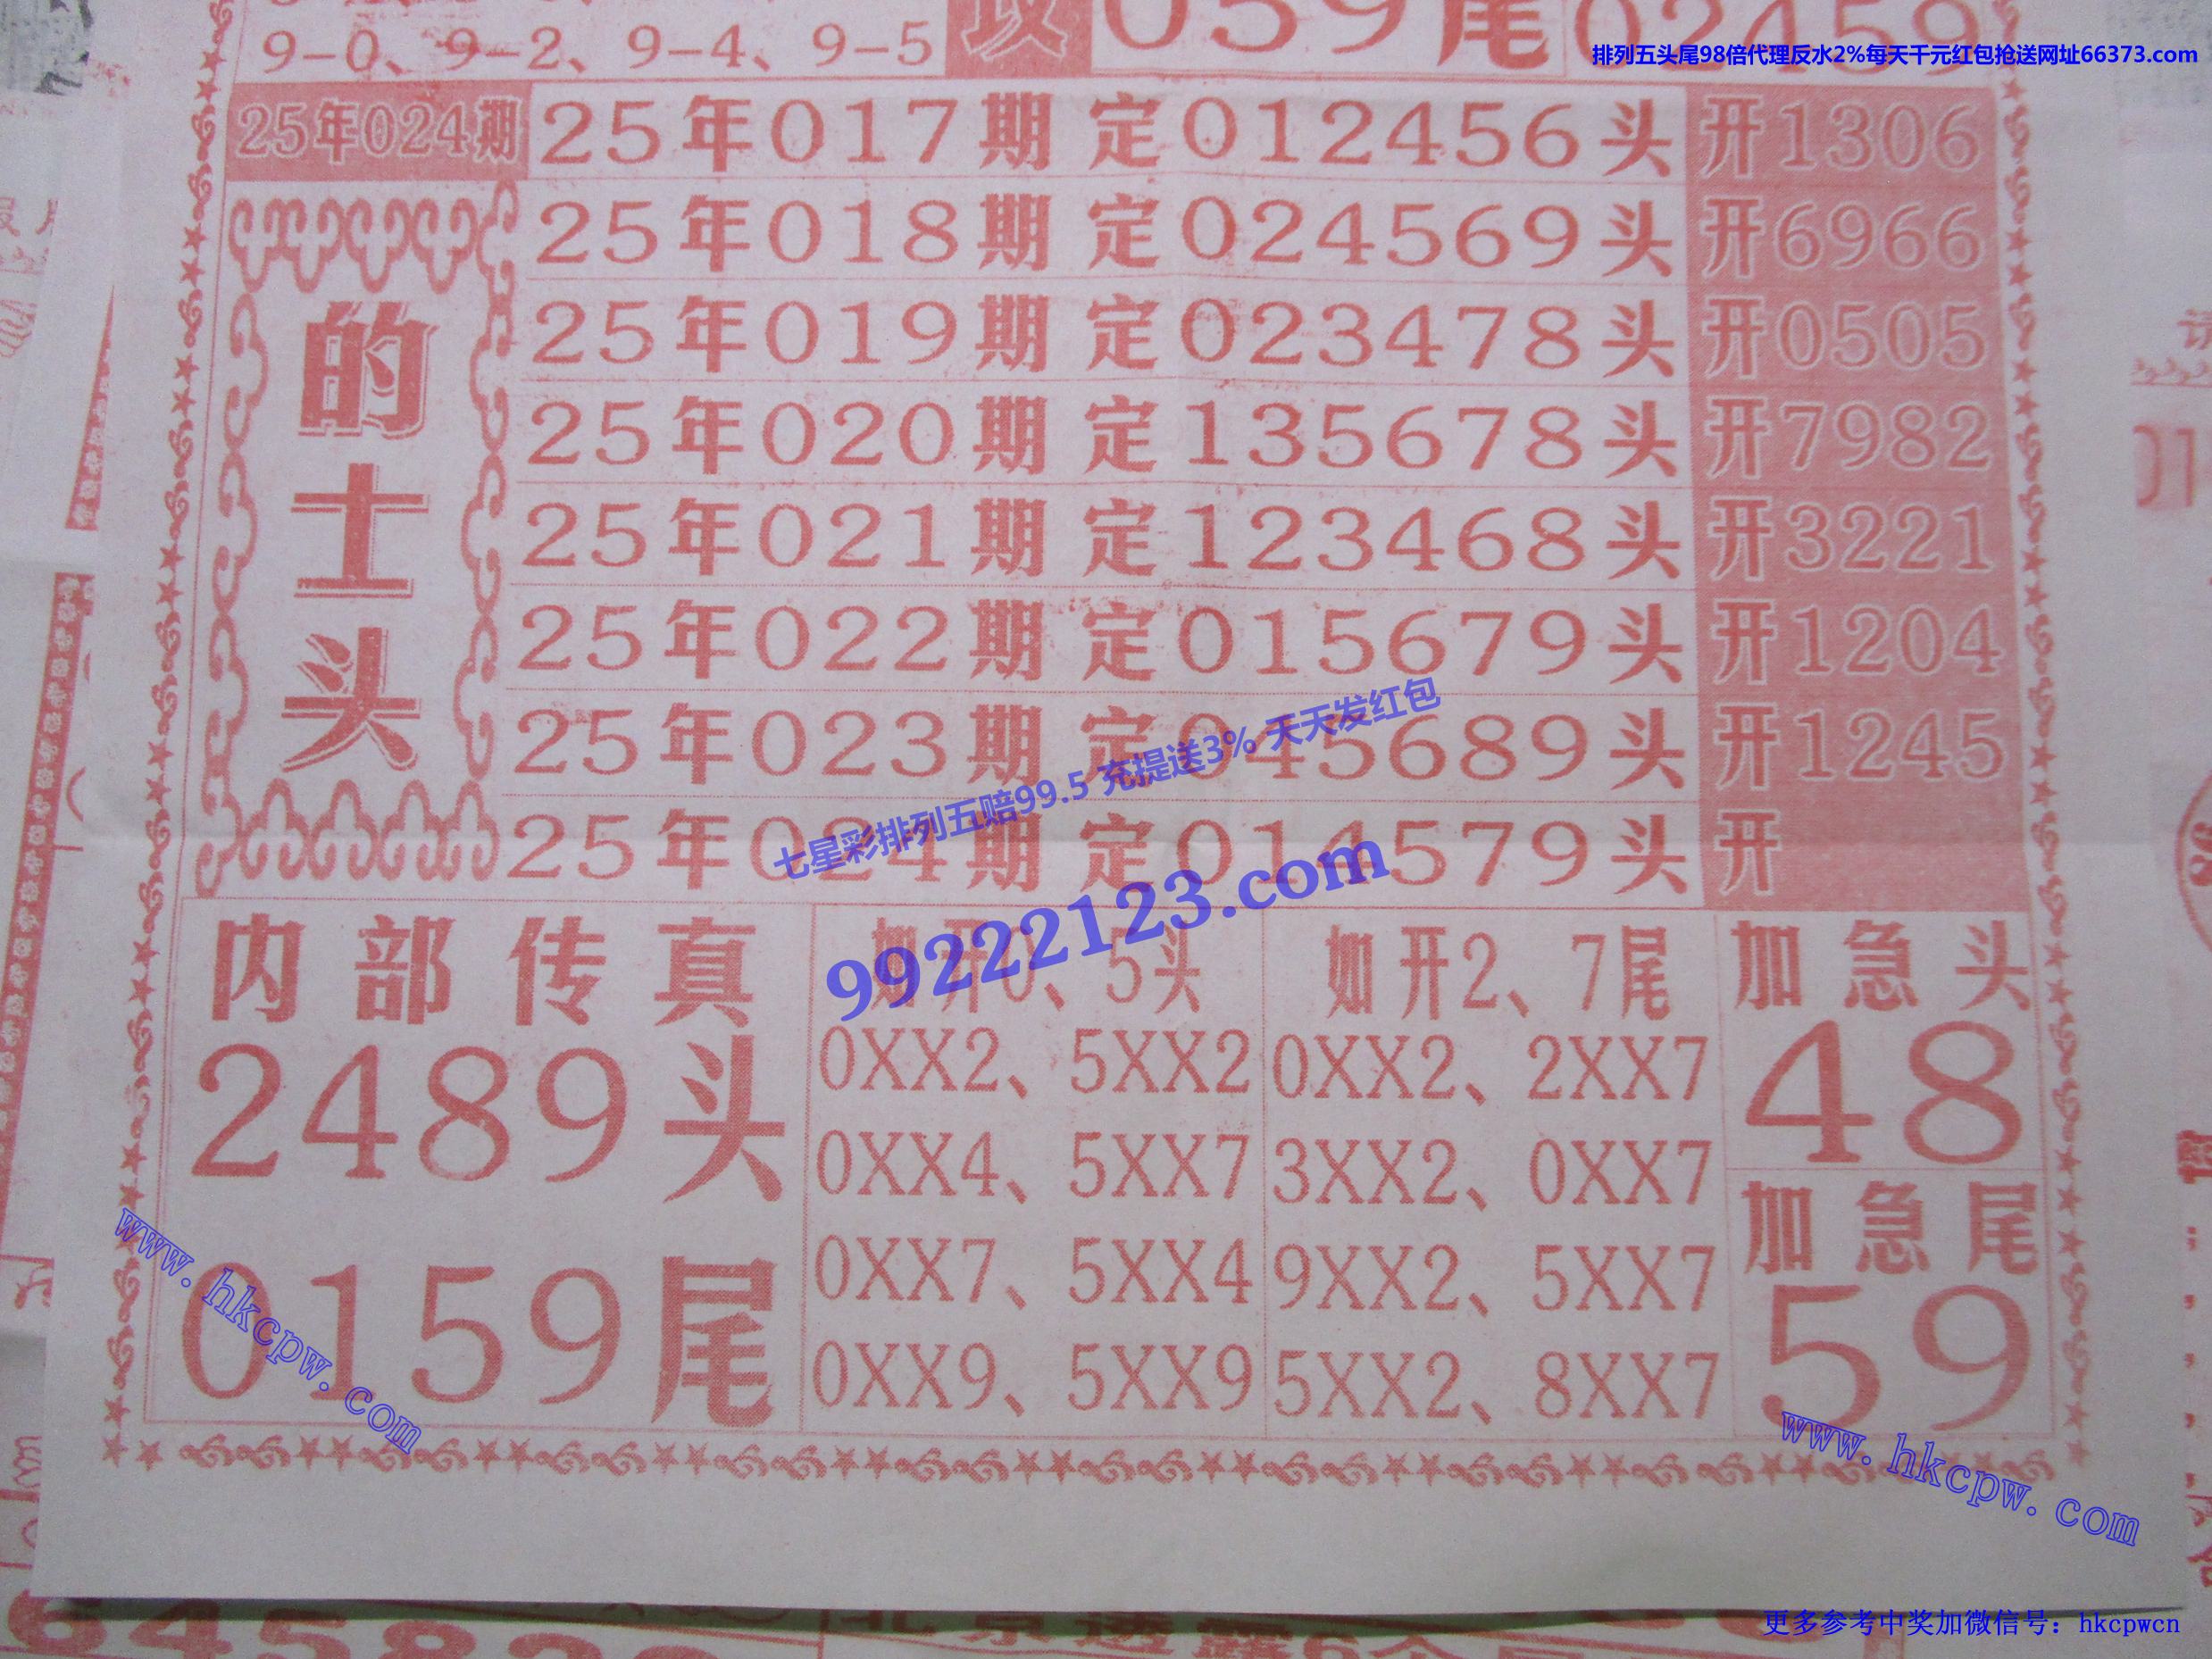 9-0、9-2、9-4、9-5
攻
059尾
02459
排列五头尾98倍代理反水2%每天千元红包抢送网址66373.com
25年024期
的士头
25年017期 定012456头 开1306
25年018期 定024569头 开6966
25年019期 定023478头 开0505
25年020期 定135678头 开7982
25年021期 定123468头 开3221
25年022期 定015679头 开1204
25年023期 定045689头 开1245
25年024期 定014579头 开
七星彩排列五赔99.5 充提送3% 天天发红包
99222123.com
内部传真
2489头
0159尾
如开0、5头
0XX2、5XX2
0XX4、5XX7
0XX7、5XX4
0XX9、5XX9
如开2、7尾
0XX2、2XX7
3XX2、0XX7
9XX2、5XX7
5XX2、8XX7
加急头
48
加急尾
59
www.hkcpw.com
www.hkcpw.com
更多参考中奖加微信号：hkcpwcn